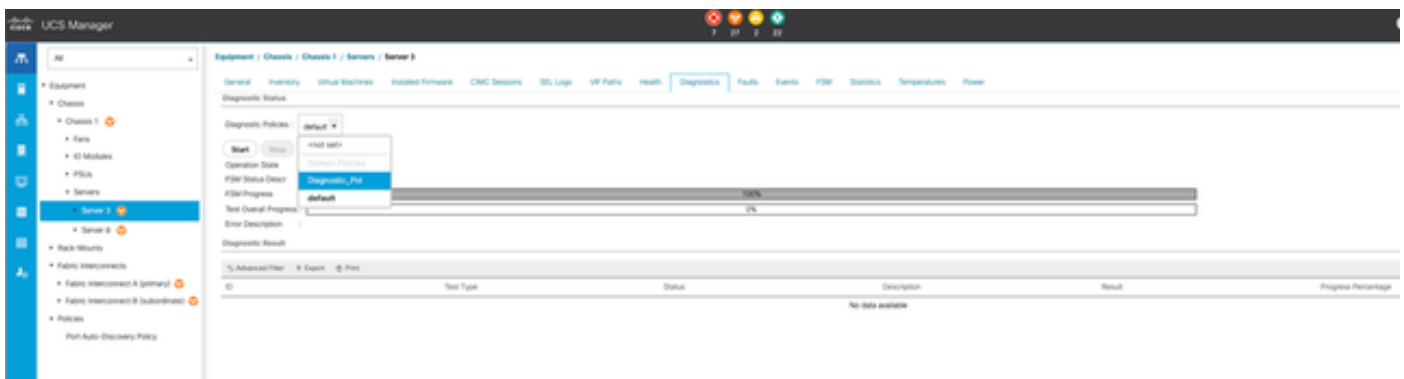 cisco UCS Manager
7 27 2 22
All
Equipment / Chassis / Chassis 1 / Servers / Server 3
General Inventory Virtual Machines Installed Firmware CIMC Sessions SEL Logs VIF Paths Health Diagnostics Faults Events FSM Statistics Temperatures Power
Equipment
Chassis
Chassis 1
Fans
IO Modules
PSUs
Servers
Server 3
Server 8
Rack-Mounts
Fabric Interconnects
Fabric Interconnect A (primary)
Fabric Interconnect B (subordinate)
Policies
Port Auto-Discovery Policy
Diagnostic Status
Diagnostic Policies : default
<not set>
Domain Policies
Diagnostic_Pol
default
Start Stop
Operation State
FSM Status Descr
FSM Progress 100%
Test Overall Progress : 0%
Error Description :
Diagnostic Result
Advanced Filter Export Print
ID Test Type Status Description Result Progress Percentage
No data available